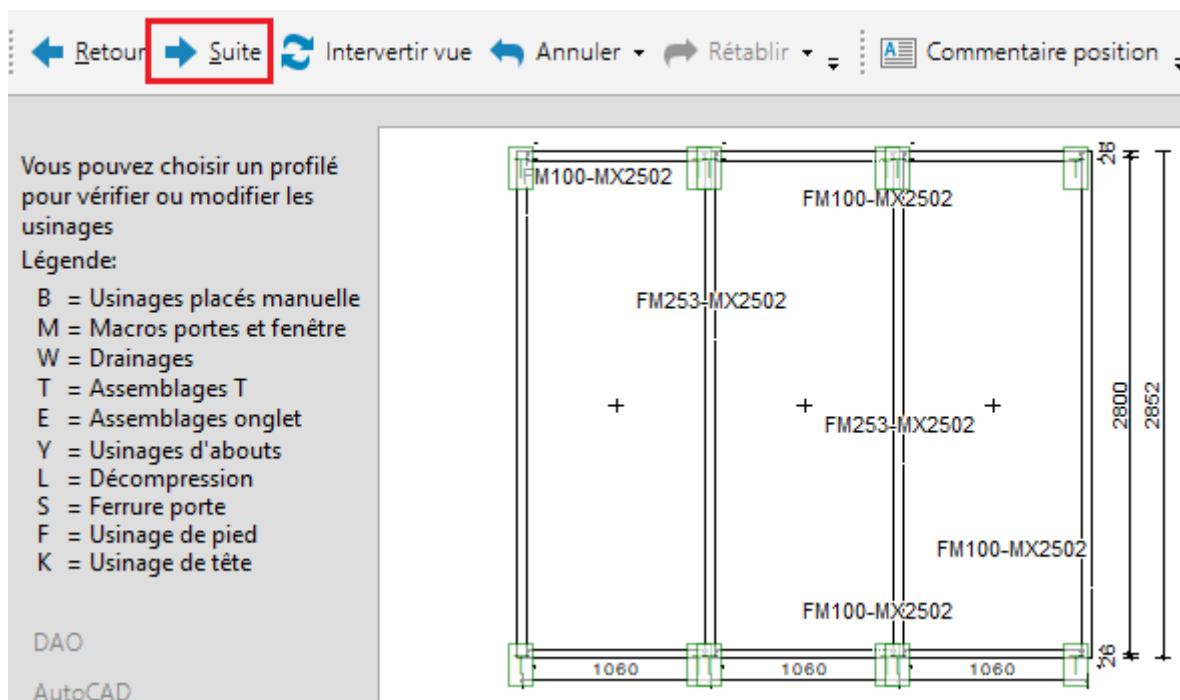 Retour Suite Intervertir vue Annuler Rétablir Commentaire position
Vous pouvez choisir un profilé
pour vérifier ou modifier les
usinages
Légende:
B = Usinages placés manuelle
M = Macros portes et fenêtre
W = Drainages
T = Assemblages T
E = Assemblages onglet
Y = Usinages d'abouts
L = Décompression
S = Ferrure porte
F = Usinage de pied
K = Usinage de tête
DAO
AutoCAD
FM100-MX2502
FM100-MX2502
FM253-MX2502
FM253-MX2502
FM100-MX2502
FM100-MX2502
T T T T
T T T T
1060 1060 1060
26
2800
2852
26